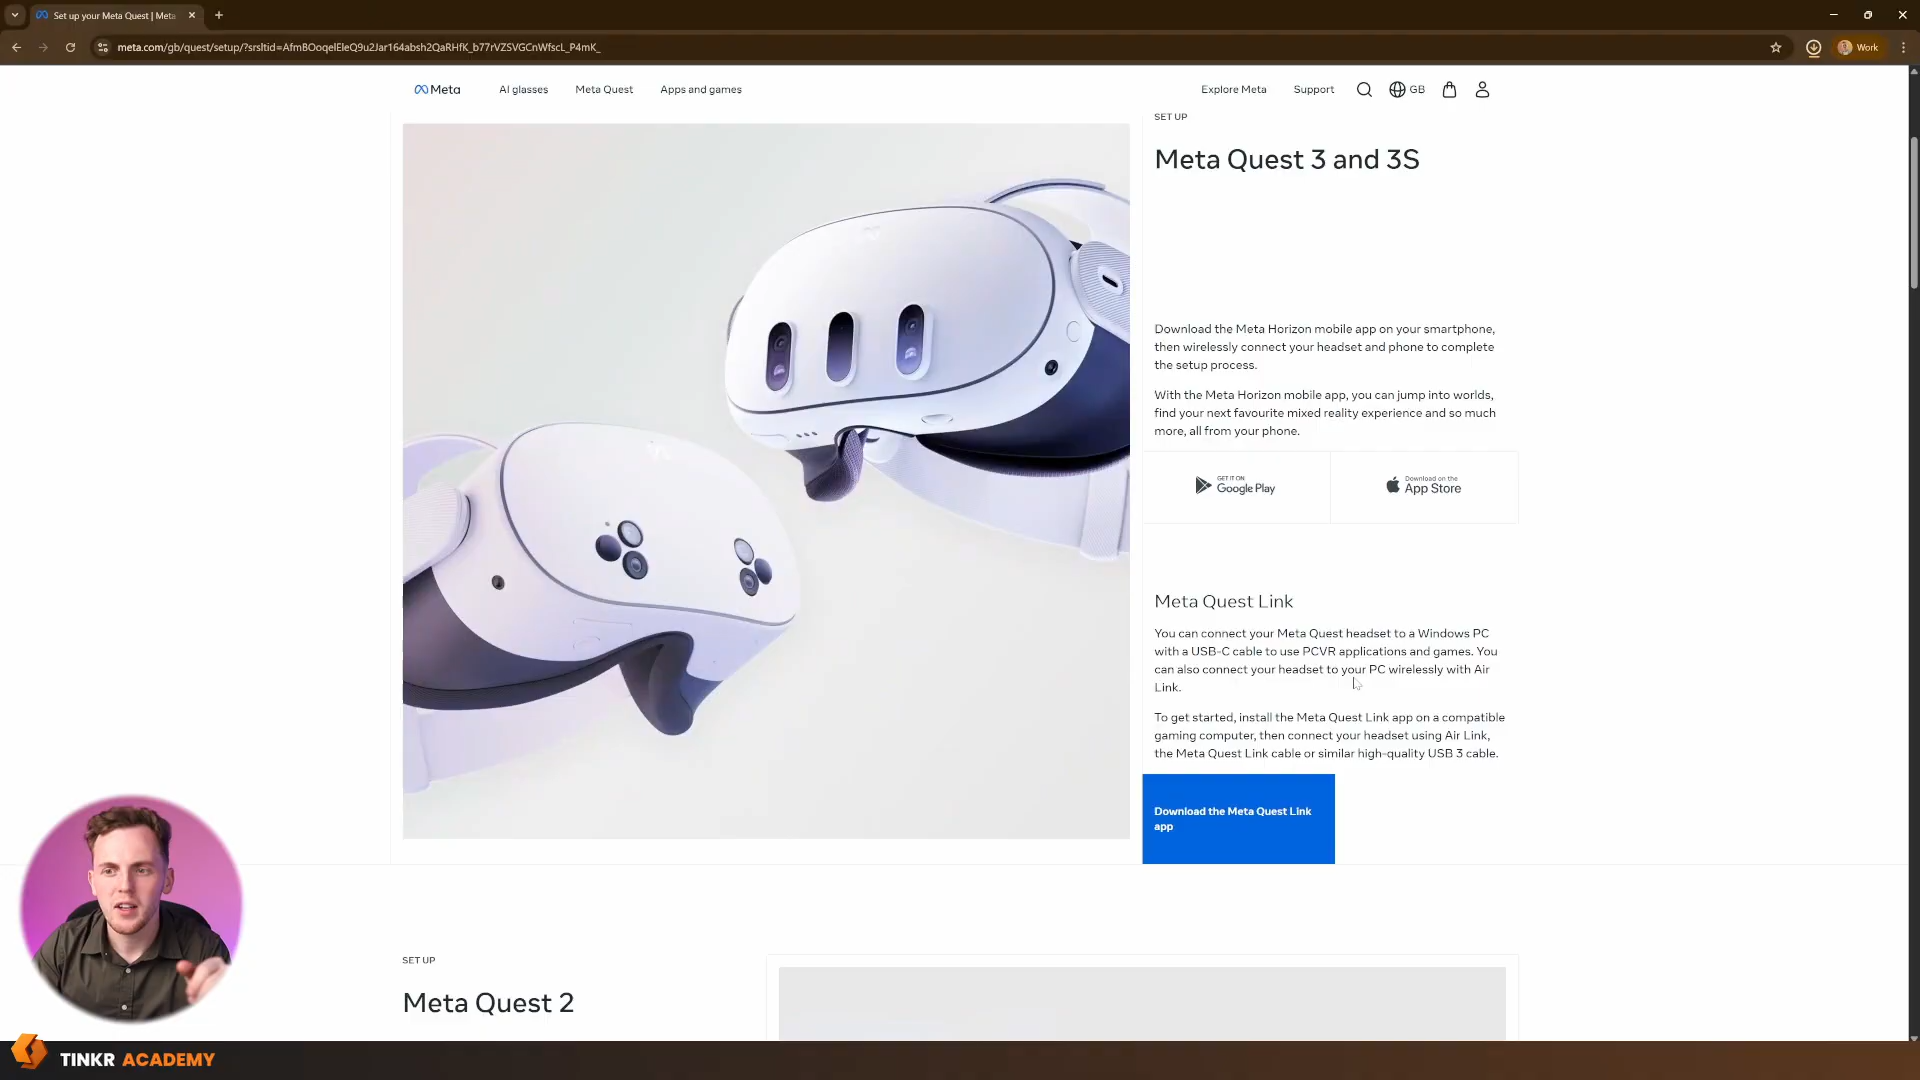 Set up your Meta Quest | Meta
meta.com/gb/quest/setup/?srsltid=AfmBOoqelEleQ9u2Jar164absh2QaRHfK_b77rVZSVGCnWfscL_P4mK_
Work
Meta
AI glasses
Meta Quest
Apps and games
Explore Meta
Support
GB
SET UP
Meta Quest 3 and 3S
Download the Meta Horizon mobile app on your smartphone,
then wirelessly connect your headset and phone to complete
the setup process.
With the Meta Horizon mobile app, you can jump into worlds,
find your next favourite mixed reality experience and so much
more, all from your phone.
GET IT ON
Google Play
Download on the
App Store
Meta Quest Link
You can connect your Meta Quest headset to a Windows PC
with a USB-C cable to use PCVR applications and games. You
can also connect your headset to your PC wirelessly with Air
Link.
To get started, install the Meta Quest Link app on a compatible
gaming computer, then connect your headset using Air Link,
the Meta Quest Link cable or similar high-quality USB 3 cable.
Download the Meta Quest Link
app
SET UP
Meta Quest 2
TINKR ACADEMY